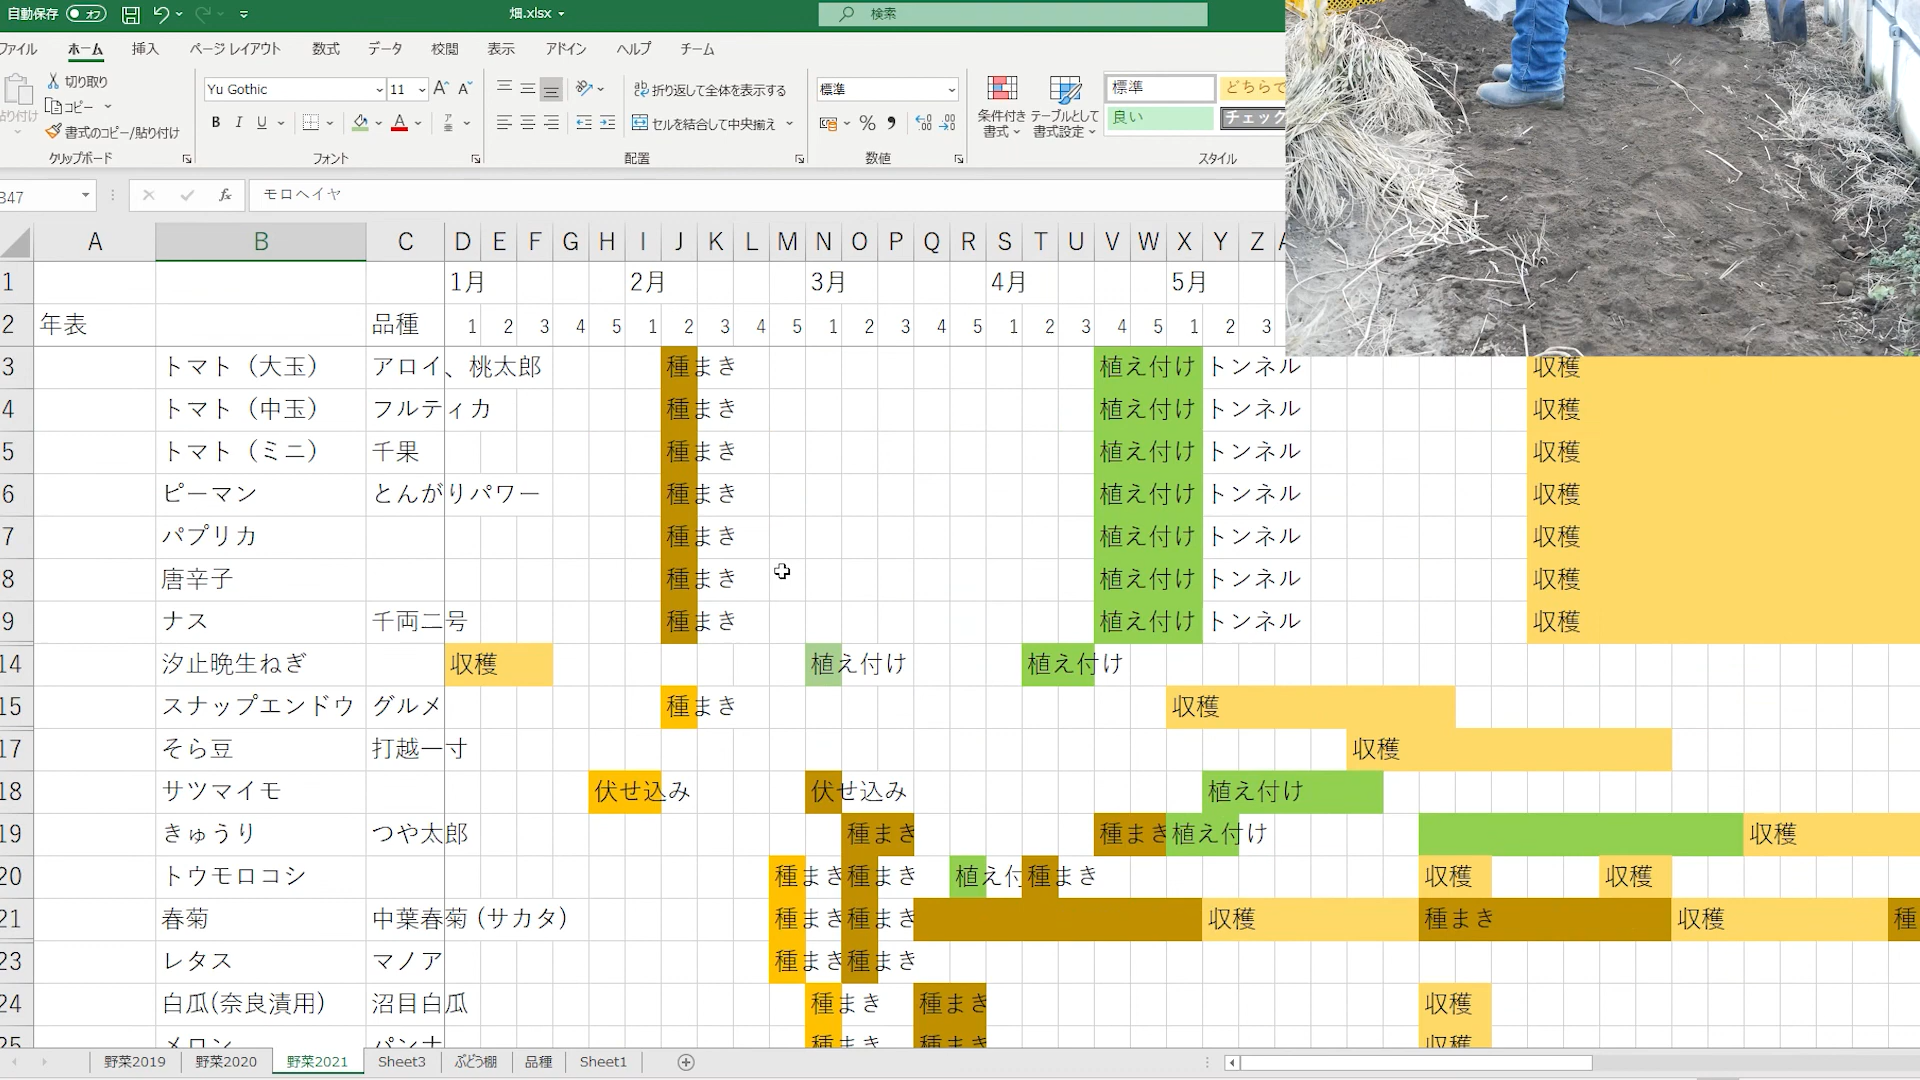 自動保存 オフ 畑.xlsx 検索
ファイル ホーム 挿入 ページ レイアウト 数式 データ 校閲 表示 アドイン ヘルプ チーム
切り取り
コピー
書式のコピー/貼り付け
クリップボード
Yu Gothic 11
B I U
フォント
折り返して全体を表示する
セルを結合して中央揃え
配置
標準
数値
条件付き書式
テーブルとして書式設定
標準
良い
チェック
スタイル
B47 fx モロヘイヤ
A B C D E F G H I J K L M N O P Q R S T U V W X Y Z
1 1月 2月 3月 4月 5月
2 年表 品種 1 2 3 4 5 1 2 3 4 5 1 2 3 4 5 1 2 3 4 5 1 2 3
3 トマト（大玉） アロイ、桃太郎 種まき 植え付け トンネル 収穫
4 トマト（中玉） フルティカ 種まき 植え付け トンネル 収穫
5 トマト（ミニ） 千果 種まき 植え付け トンネル 収穫
6 ピーマン とんがりパワー 種まき 植え付け トンネル 収穫
7 パプリカ 種まき 植え付け トンネル 収穫
8 唐辛子 種まき 植え付け トンネル 収穫
9 ナス 千両二号 種まき 植え付け トンネル 収穫
14 汐止晩生ねぎ 収穫 植え付け 植え付け
15 スナップエンドウ グルメ 種まき 収穫
17 そら豆 打越一寸 収穫
18 サツマイモ 伏せ込み 伏せ込み 植え付け
19 きゅうり つや太郎 種まき 種まき 植え付け 収穫
20 トウモロコシ 種まき 種まき 植え付 種まき 収穫 収穫
21 春菊 中葉春菊 (サカタ) 種まき 種まき 収穫 種まき 収穫 種
23 レタス マノア 種まき 種まき
24 白瓜(奈良漬用) 沼目白瓜 種まき 種まき 収穫
25 メロン パンナ 種まき 種まき 収穫
野菜2019 野菜2020 野菜2021 Sheet3 ぶどう棚 品種 Sheet1